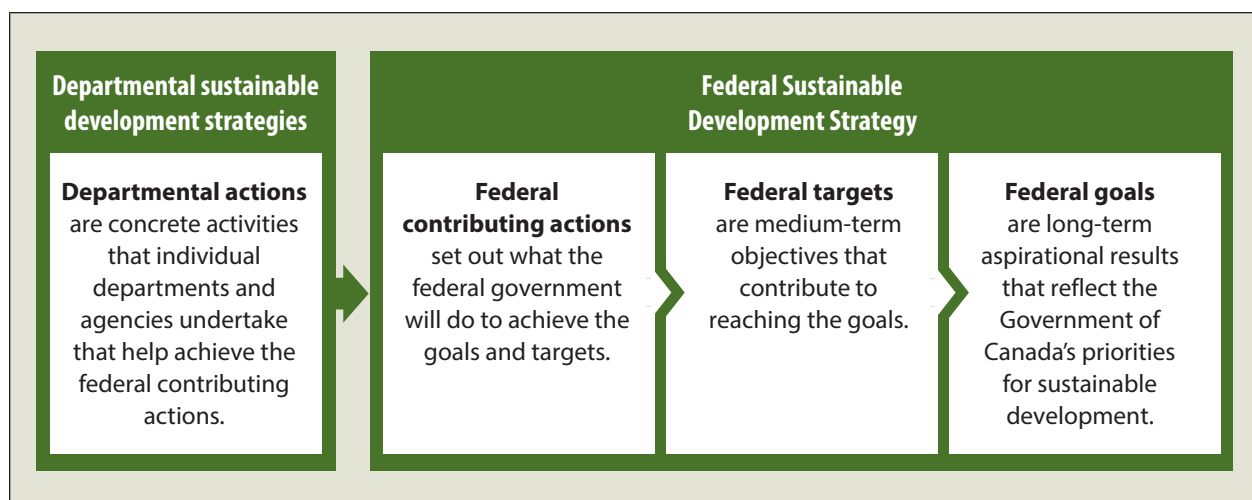 Departmental sustainable
development strategies
Departmental actions
are concrete activities
that individual
departments and
agencies undertake
that help achieve the
federal contributing
actions.
Federal Sustainable
Development Strategy
Federal
contributing actions
set out what the
federal government
will do to achieve the
goals and targets.
Federal targets
are medium-term
objectives that
contribute to
reaching the goals.
Federal goals
are long-term
aspirational results
that reflect the
Government of
Canada’s priorities
for sustainable
development.